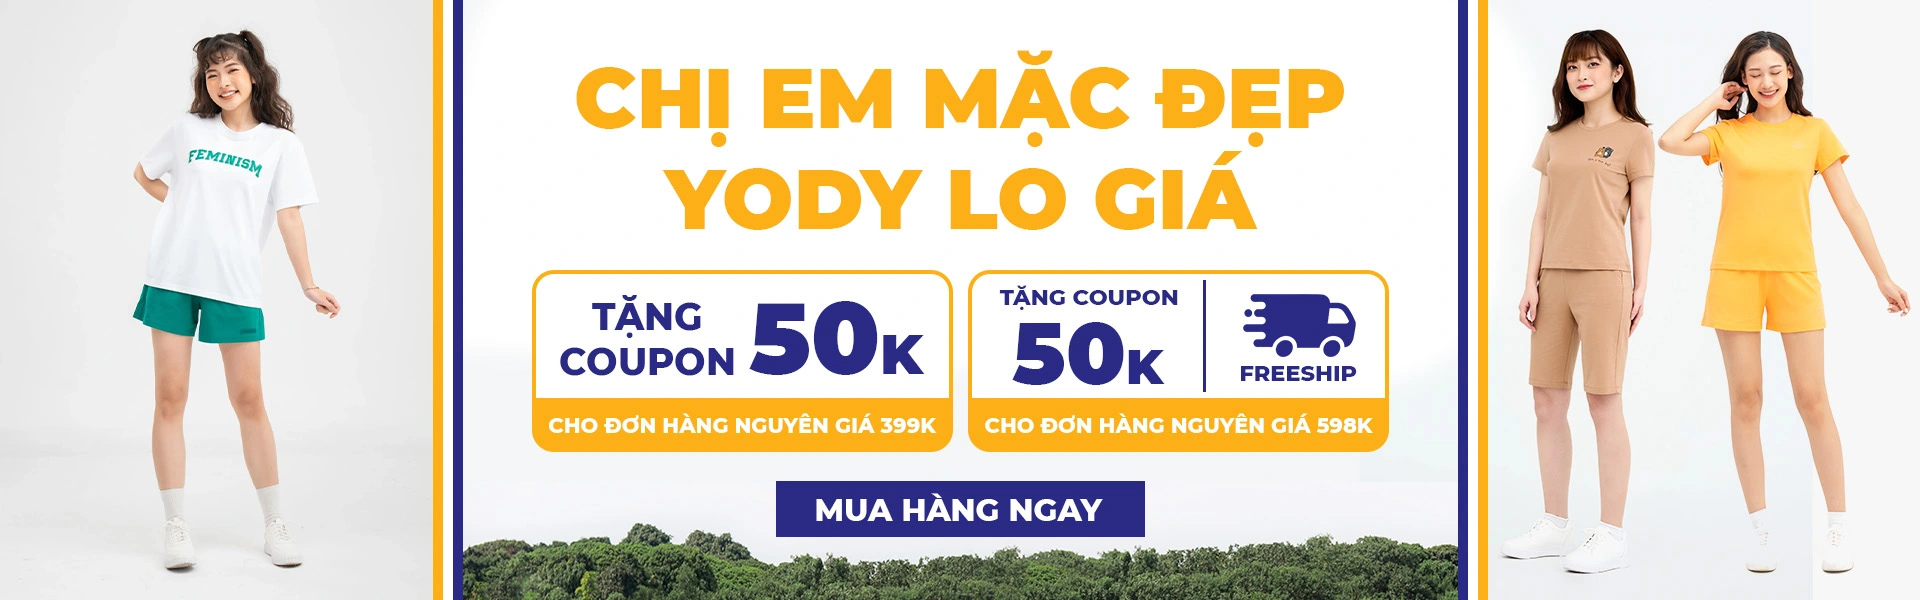 FEMINISM
CHỊ EM MẶC ĐẸP
YODY LO GIÁ
TẶNG
COUPON
50K
CHO ĐƠN HÀNG NGUYÊN GIÁ 399K
TẶNG COUPON
50K
FREESHIP
CHO ĐƠN HÀNG NGUYÊN GIÁ 598K
MUA HÀNG NGAY